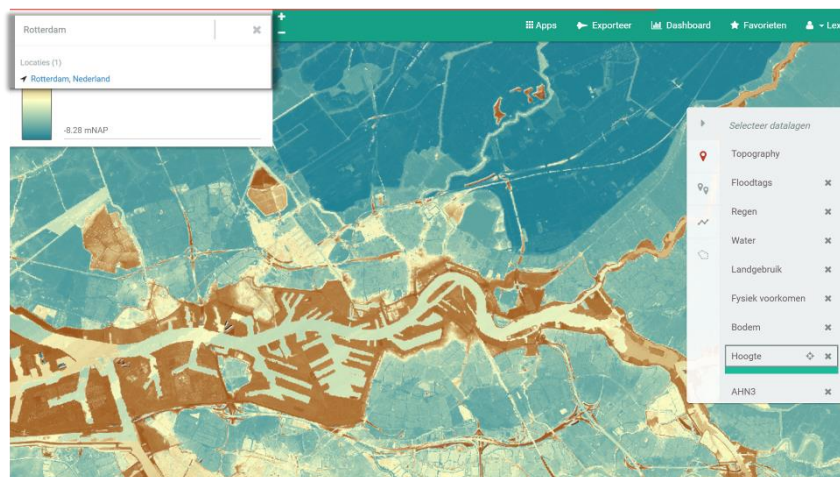 Rotterdam
Locaties (1)
Rotterdam, Nederland
-8.28 mNAP
+
−
Apps
Exporteer
Dashboard
Favorieten
Lex
Selecteer datalagen
Topography
Floodtags
Regen
Water
Landgebruik
Fysiek voorkomen
Bodem
Hoogte
AHN3